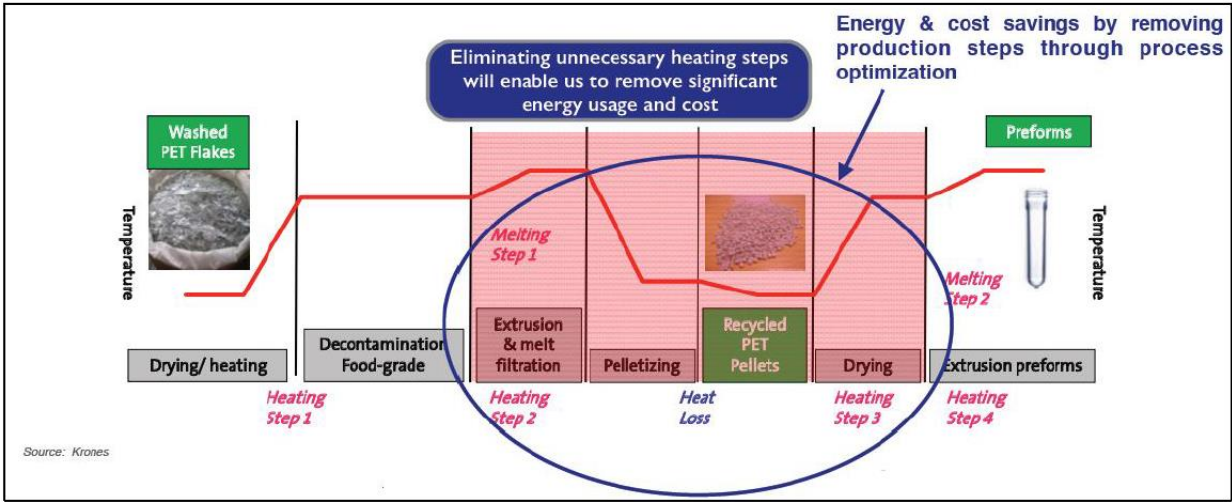 Energy & cost savings by removing
production steps through process
optimization
Eliminating unnecessary heating steps
will enable us to remove significant
energy usage and cost
Washed
PET Flakes
Preforms
Temperature
Temperature
Melting
Step 1
Melting
Step 2
Drying/ heating
Decontamination
Food-grade
Extrusion
& melt
filtration
Pelletizing
Recycled
PET
Pellets
Drying
Extrusion preforms
Heating
Step 1
Heating
Step 2
Heat
Loss
Heating
Step 3
Heating
Step 4
Source: Krones